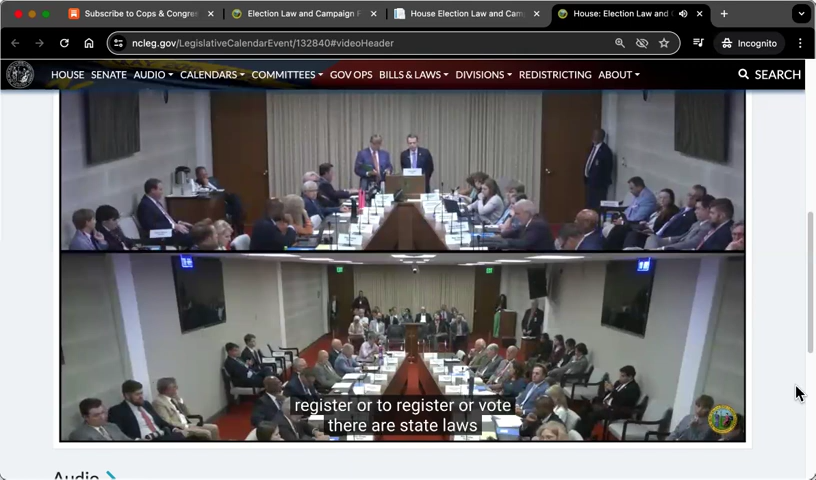 Subscribe to Cops & Congre
Election Law and Campaign F
House Election Law and Cam
House: Election Law and
ncleg.gov/LegislativeCalendarEvent/132840#videoHeader
Incognito
HOUSE SENATE AUDIO CALENDARS COMMITTEES GOV OPS BILLS & LAWS DIVISIONS REDISTRICTING ABOUT SEARCH
register or to register or vote
there are state laws
Audio